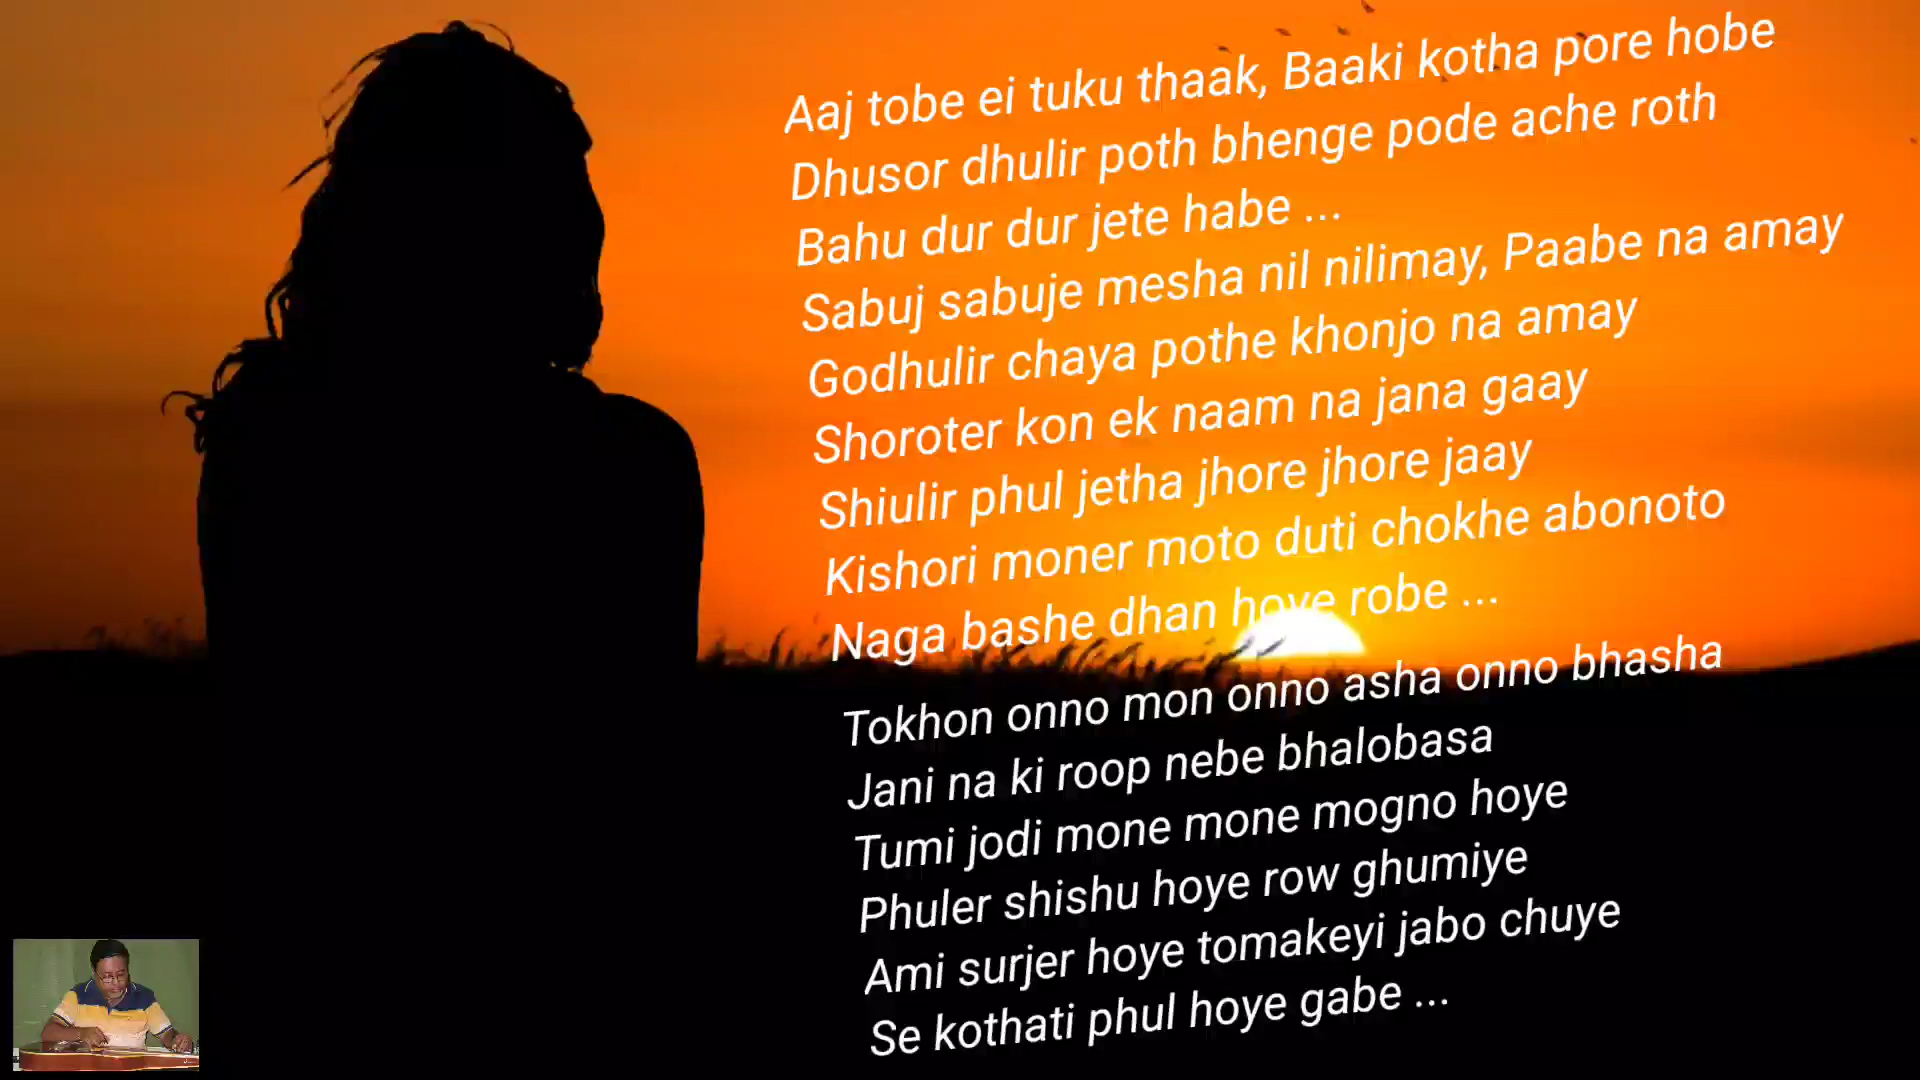 Aaj tobe ei tuku thaak, Baaki kotha pore hobe
Dhusor dhulir poth bhenge pode ache roth
Bahu dur dur jete habe ...
Sabuj sabuje mesha nil nilimay, Paabe na amay
Godhulir chaya pothe khonjo na amay
Shoroter kon ek naam na jana gaay
Shiulir phul jetha jhore jhore jaay
Kishori moner moto duti chokhe abonoto
Naga bashe dhan hoye robe ...
Tokhon onno mon onno asha onno bhasha
Jani na ki roop nebe bhalobasa
Tumi jodi mone mone mogno hoye
Phuler shishu hoye row ghumiye
Ami surjer hoye tomakeyi jabo chuye
Se kothati phul hoye gabe ...